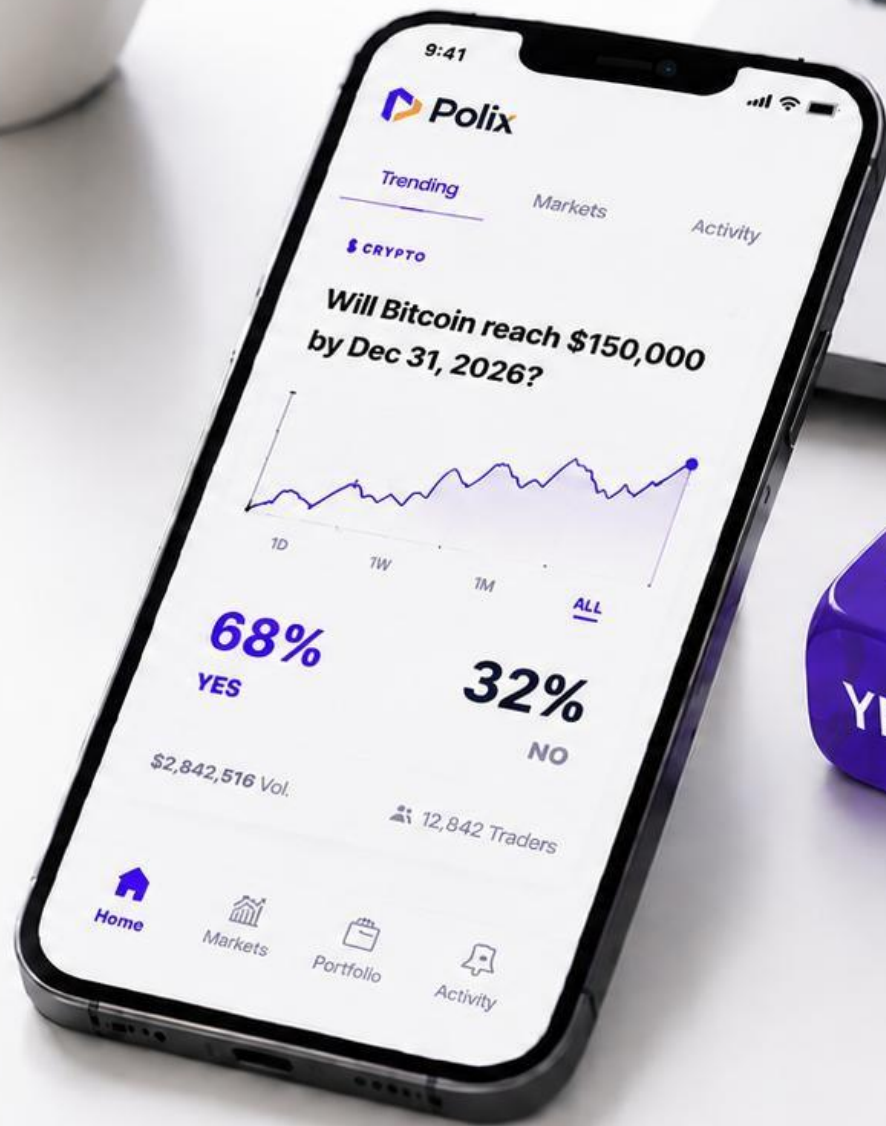 9:41
Polix
Trending
Markets
Activity
$ CRYPTO
Will Bitcoin reach $150,000
by Dec 31, 2026?
1D
1W
1M
ALL
68%
YES
32%
NO
$2,842,516 Vol.
12,842 Traders
Home
Markets
Portfolio
Activity